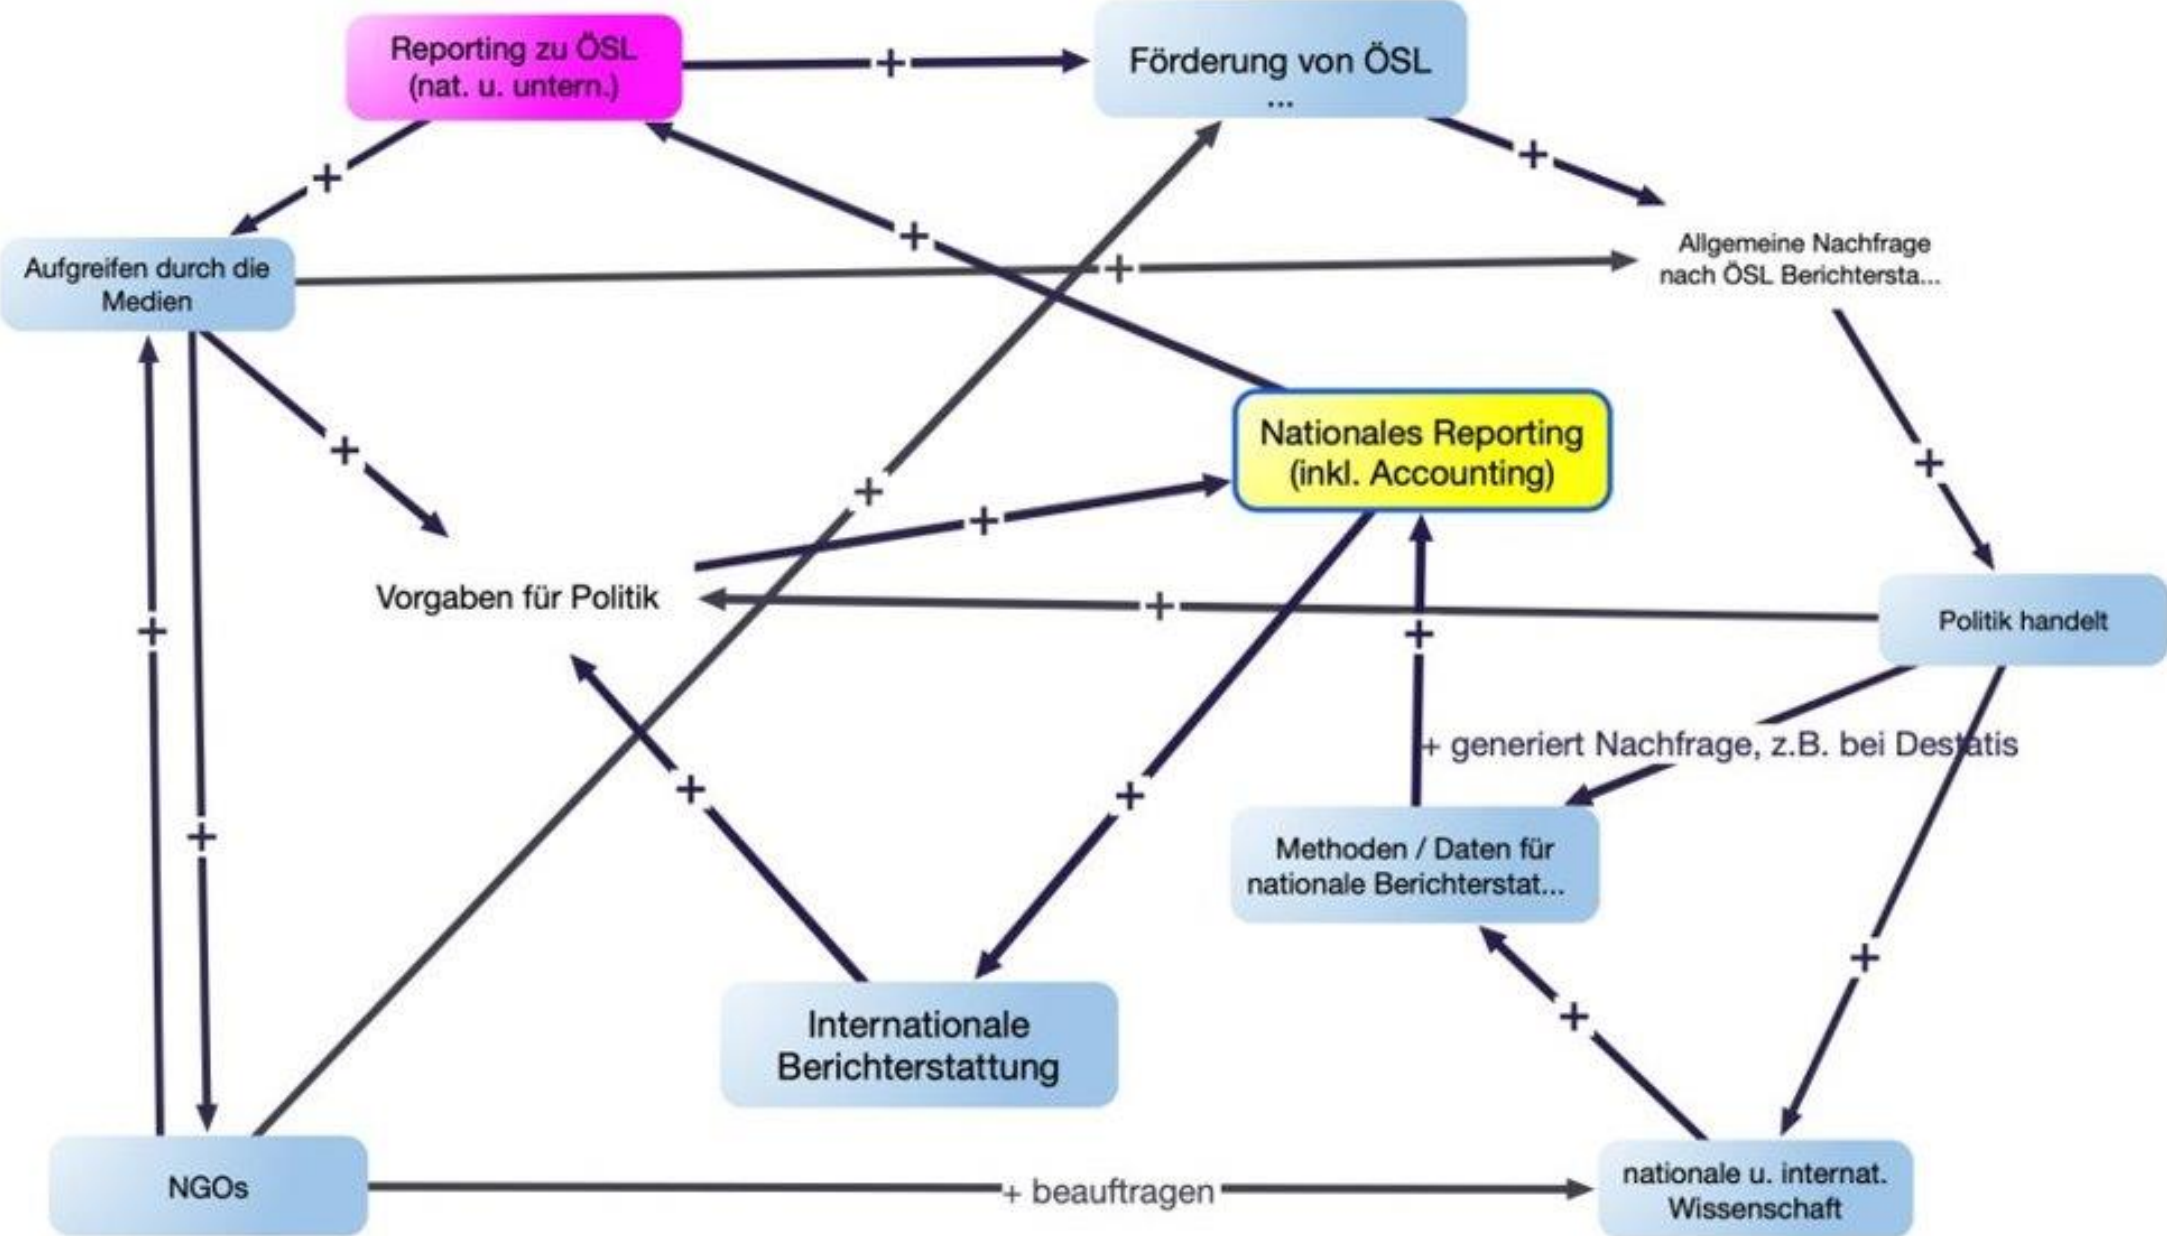 Reporting zu ÖSL
(nat. u. untern.)
+
Förderung von ÖSL
...
+
+
+
Allgemeine Nachfrage
nach ÖSL Berichtersta...
Aufgreifen durch die
Medien
+
+
Nationales Reporting
(inkl. Accounting)
+
+
+
Vorgaben für Politik
+
Politik handelt
+
+
+ generiert Nachfrage, z.B. bei Destatis
+
+
+
Methoden / Daten für
nationale Berichterstat...
+
+
Internationale
Berichterstattung
NGOs
+ beauftragen
nationale u. internat.
Wissenschaft